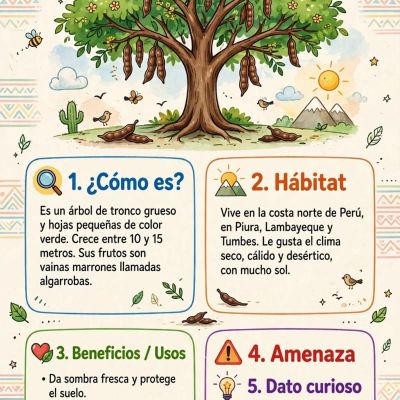 1. ¿Cómo es?
Es un árbol de tronco grueso
y hojas pequeñas de color
verde. Crece entre 10 y 15
metros. Sus frutos son
vainas marrones llamadas
algarrobas.
2. Hábitat
Vive en la costa norte de Perú,
en Piura, Lambayeque y
Tumbes. Le gusta el clima
seco, cálido y desértico,
con mucho sol.
3. Beneficios / Usos
• Da sombra fresca y protege
el suelo.
4. Amenaza
5. Dato curioso